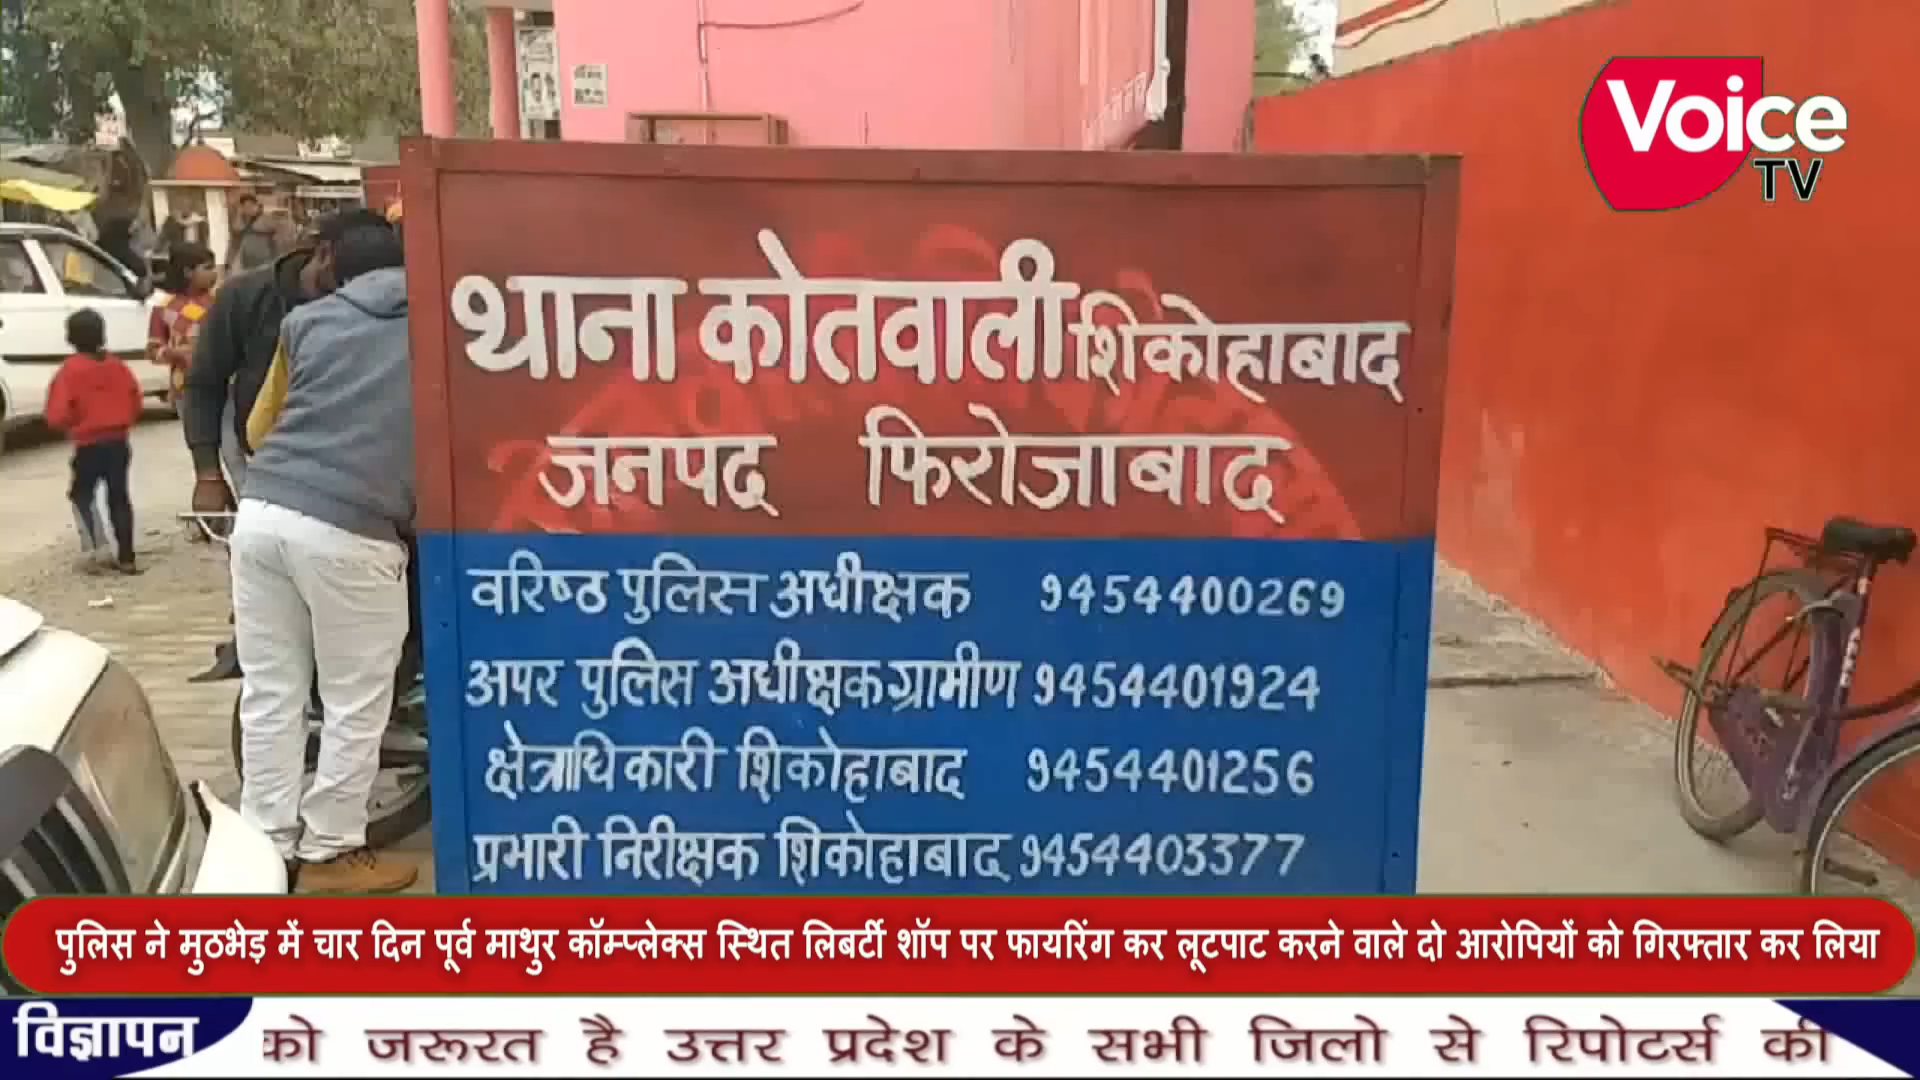 Voice
TV
थाना कोतवाली शिकोहाबाद
जनपद फिरोजाबाद
वरिष्ठ पुलिस अधीक्षक 9454400269
अपर पुलिस अधीक्षक ग्रामीण 9454401924
क्षेत्राधिकारी शिकोहाबाद 9454401256
प्रभारी निरीक्षक शिकोहाबाद 9454403377
पुलिस ने मुठभेड़ में चार दिन पूर्व माथुर कॉम्प्लेक्स स्थित लिबर्टी शॉप पर फायरिंग कर लूटपाट करने वाले दो आरोपियों को गिरफ्तार कर लिया
विज्ञापन को जरूरत है उत्तर प्रदेश के सभी जिलो से रिपोटर्स की